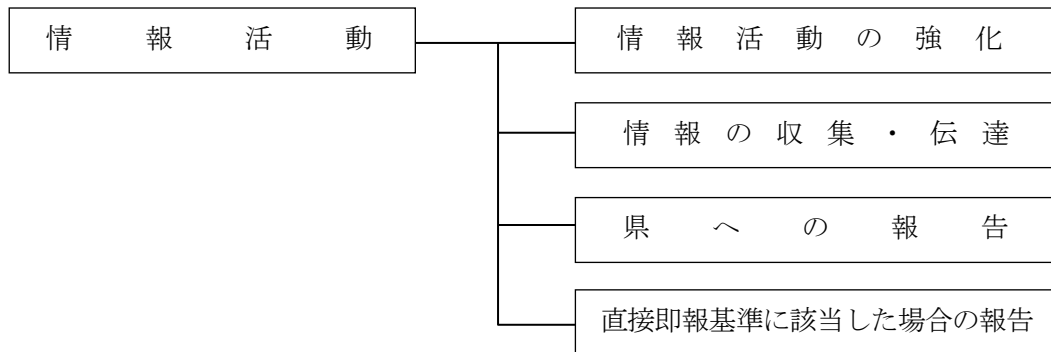 情報活動
情報活動の強化
情報の収集・伝達
県への報告
直接即報基準に該当した場合の報告